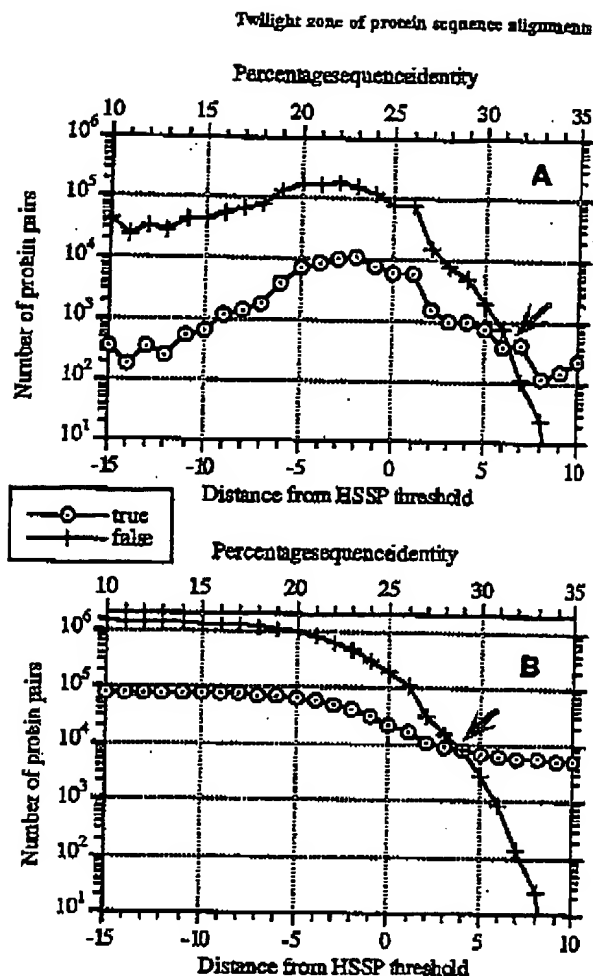 Twilight zone of protein sequence alignments
Percentagesequenceidentity
10 15 20 25 30 35
A
10^6
10^5
10^4
10^3
10^2
10^1
Number of protein pairs
-15 -10 -5 0 5 10
Distance from HSSP threshold
true
false
Percentagesequenceidentity
10 15 20 25 30 35
B
10^6
10^5
10^4
10^3
10^2
10^1
Number of protein pairs
-15 -10 -5 0 5 10
Distance from HSSP threshold